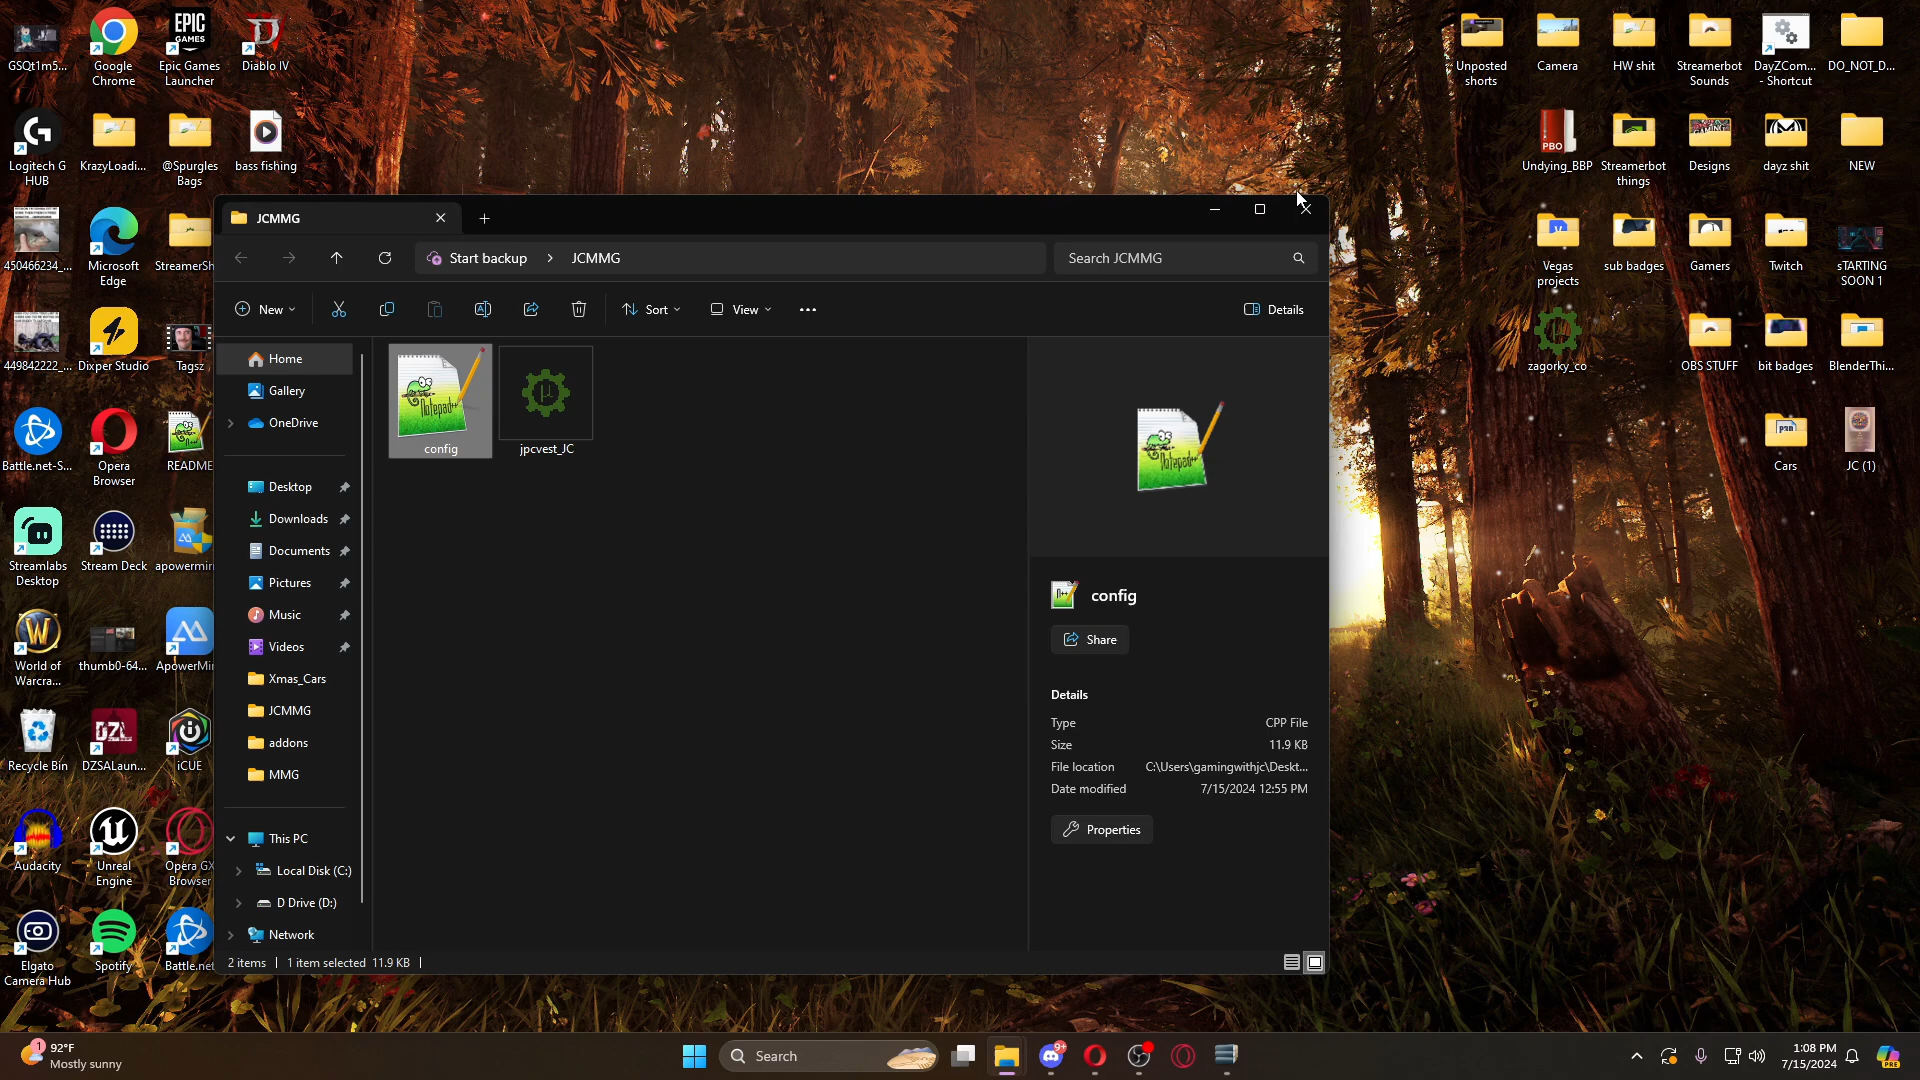 GSQt1m5...
Google
Chrome
Epic Games
Launcher
Diablo IV
Unposted
shorts
Camera
HW shit
Streamerbot
Sounds
DayZCom...
- Shortcut
DO_NOT_D...
Logitech G
HUB
KrazyLoadi...
@Spurgles
Bags
bass fishing
PBO
Undying_BBP
Streamerbot
things
Designs
dayz shit
NEW
JCMMG
450466234_...
Microsoft
Edge
StreamerSh
Start backup
JCMMG
Search JCMMG
Vegas
projects
sub badges
Gamers
Twitch
sTARTING
SOON 1
New
Sort
View
Details
449842222_...
Dixper Studio
Tagsz
zagorky_co
OBS STUFF
bit badges
BlenderThi...
Home
Gallery
OneDrive
Notepad++
config
jpcvest_JC
Battle.net-S...
Opera
Browser
README
Cars
JC (1)
Desktop
Downloads
Documents
Pictures
Music
Videos
Xmas_Cars
JCMMG
addons
MMG
This PC
Local Disk (C:)
D Drive (D:)
Network
config
Share
Details
Type
CPP File
Size
11.9 KB
File location
C:\Users\gamingwithjc\Deskt...
Date modified
7/15/2024 12:55 PM
Properties
Streamlabs
Desktop
Stream Deck
apowermir
World of
Warcra...
thumb0-64...
ApowerMir
Recycle Bin
DZSALaun...
iCUE
Audacity
Unreal
Engine
Opera GX
Browser
Elgato
Camera Hub
Spotify
Battle.net
2 items
1 item selected 11.9 KB
1
92°F
Mostly sunny
Search
9+
1:08 PM
7/15/2024
PRE